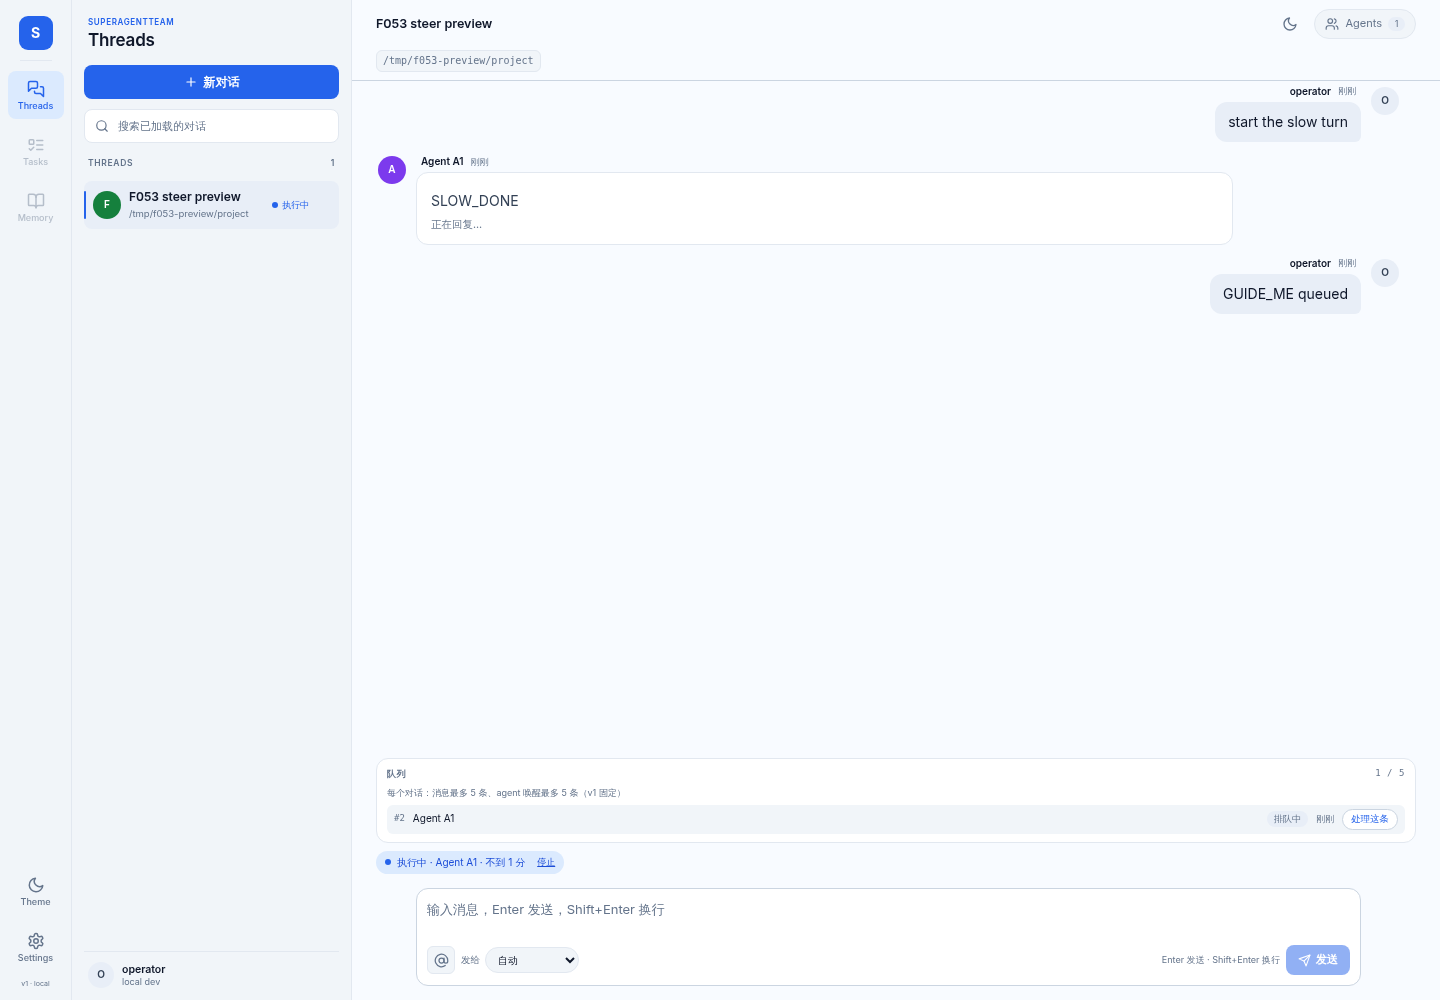 S
Threads
Tasks
Memory
Theme
Settings
v1 · local
SUPERAGENTTEAM
Threads
新对话
搜索已加载的对话
THREADS 1
F
F053 steer preview
/tmp/f053-preview/project
执行中
O
operator
local dev
F053 steer preview
Agents 1
/tmp/f053-preview/project
operator 刚刚
O
start the slow turn
A
Agent A1 刚刚
SLOW_DONE
正在回复...
operator 刚刚
O
GUIDE_ME queued
队列 1 / 5
每个对话：消息最多 5 条、agent 唤醒最多 5 条（v1 固定）
#2 Agent A1 排队中 刚刚 处理这条
执行中 · Agent A1 · 不到 1 分 停止
输入消息，Enter 发送，Shift+Enter 换行
发给 自动 Enter 发送 · Shift+Enter 换行 发送